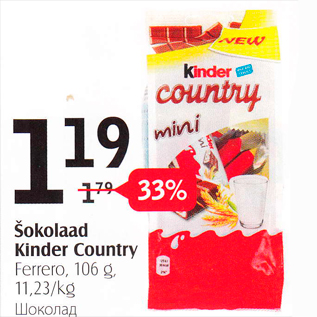 NEW
kinder
country
mini
1 19
1 79
33%
Šokolaad
Kinder Country
Ferrero, 106 g,
11,23/kg
Шоколад